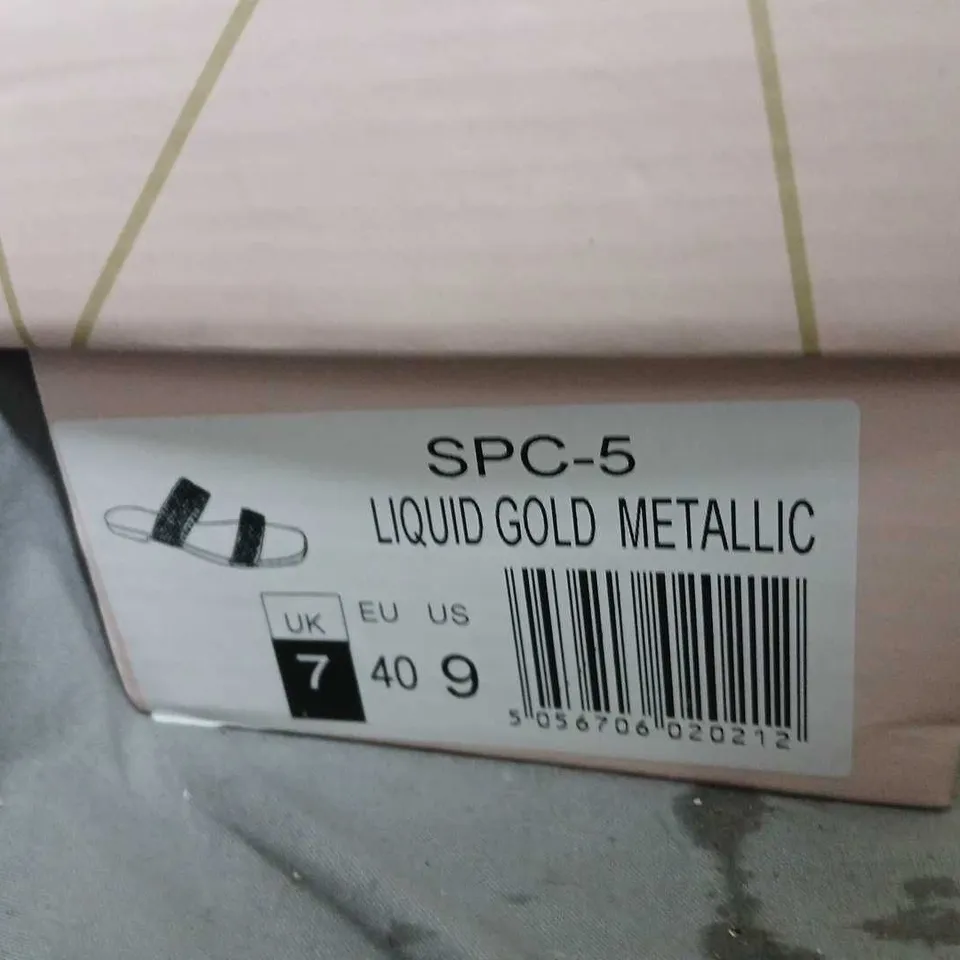 SPC-5
LIQUID GOLD METALLIC
UK EU US
7 40 9
5 056706 020212